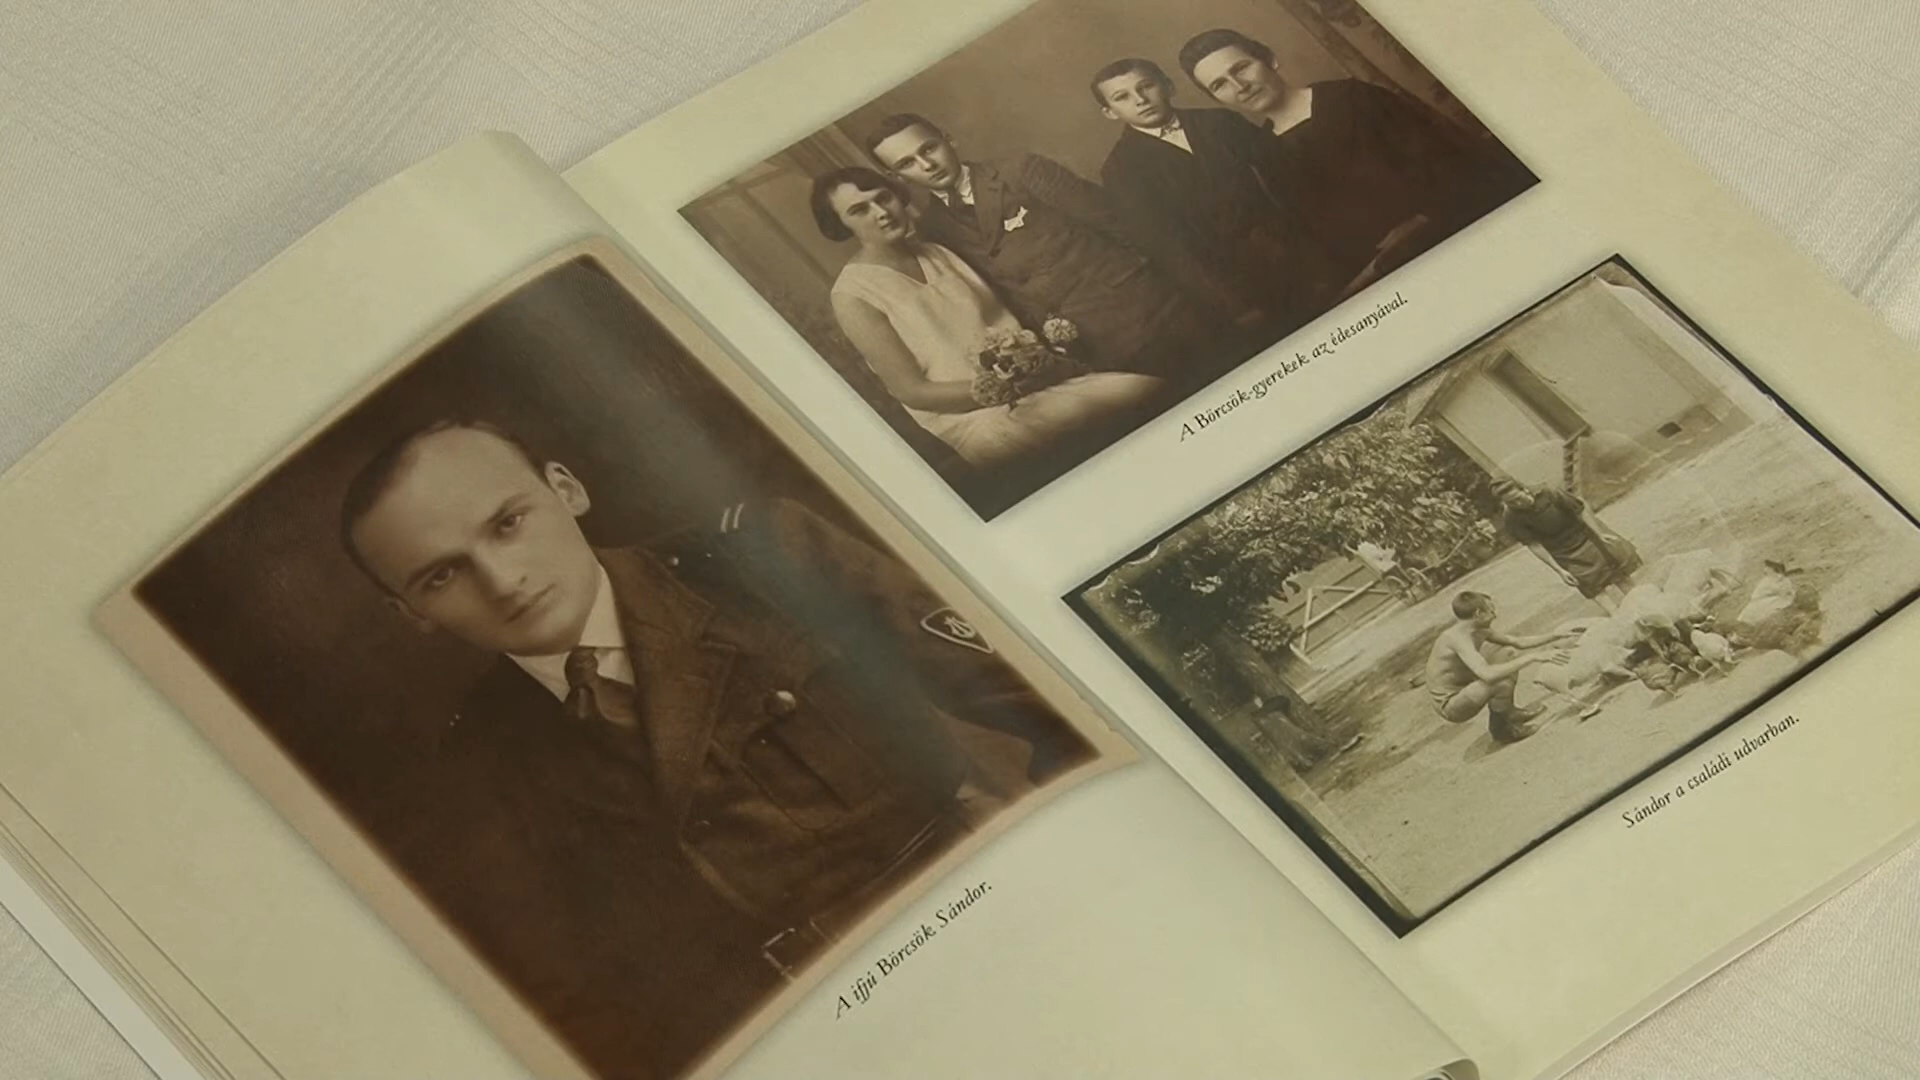 A ifjú Börcsök Sándor.
A Börcsök-gyerekek az édesanyával.
Sándor a családi udvarban.